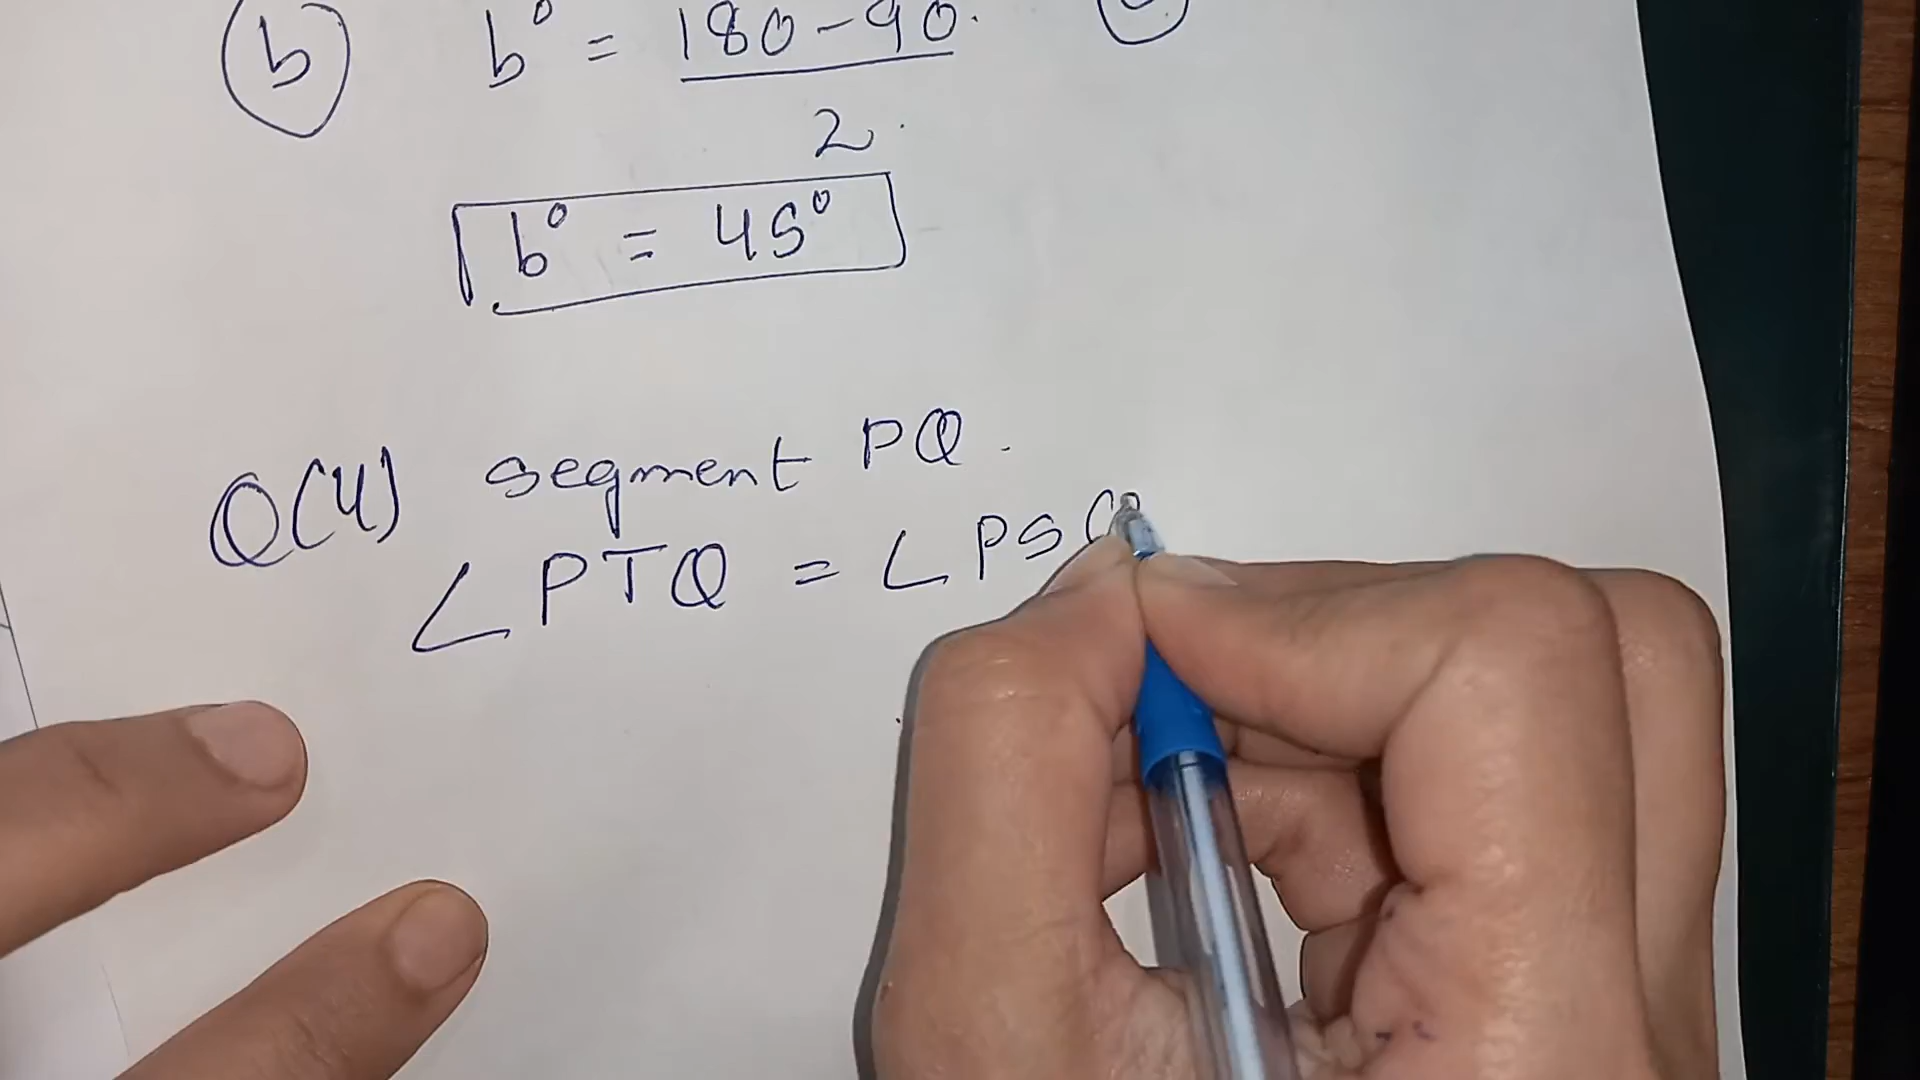 (b) b° = 180-90.
2.
b° = 45°
Q(4) segment PQ.
∠PTQ = ∠PSQ